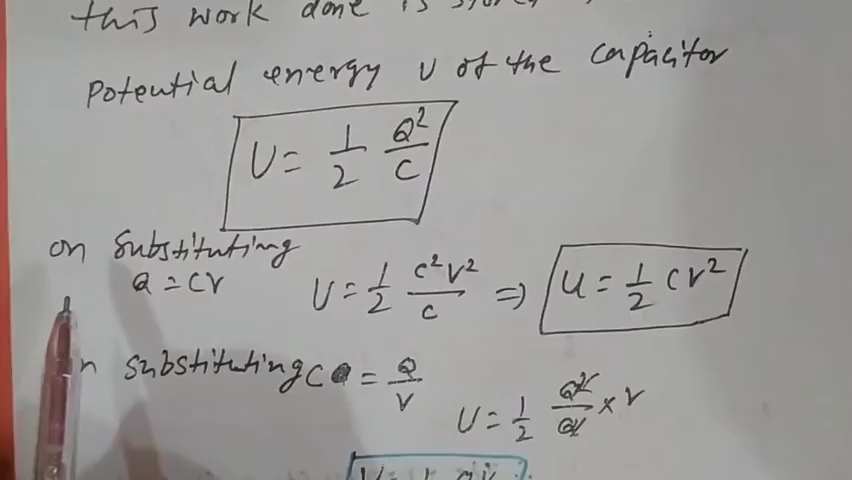 this work done is stored
Potential energy U of the capacitor
U = 1/2 Q²/C
on substituting
Q = CV
U = 1/2 C²V²/C ⇒ U = 1/2 CV²
substituting C = Q/V
U = 1/2 Q²/Q × V